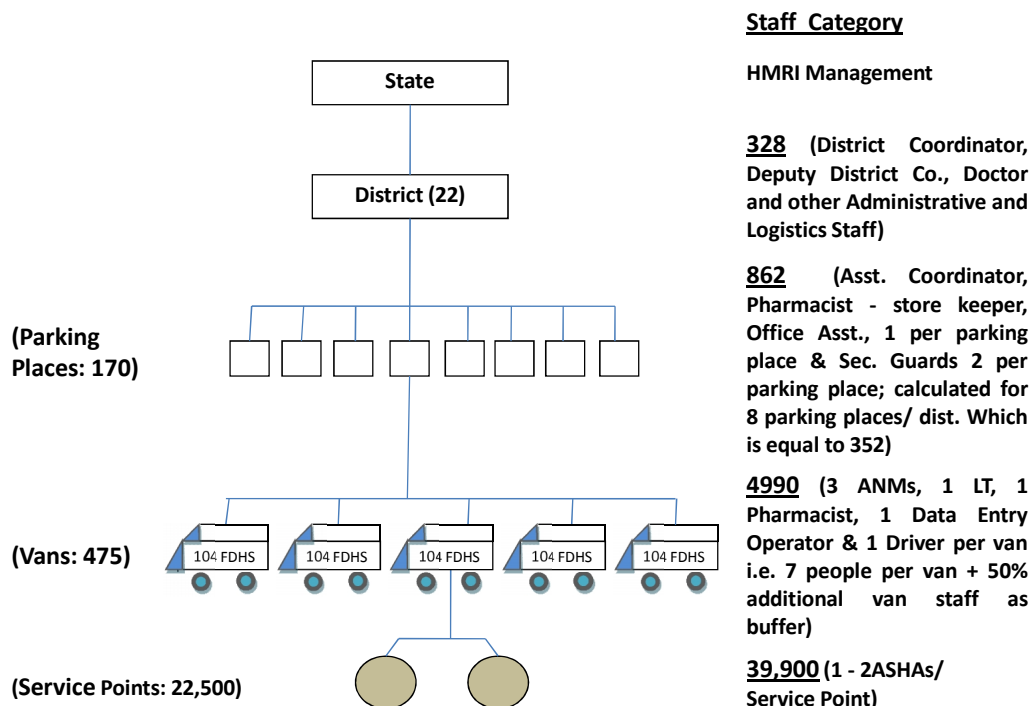 Staff Category
HMRI Management
State
328 (District Coordinator,
Deputy District Co., Doctor
and other Administrative and
Logistics Staff)
District (22)
862 (Asst. Coordinator,
Pharmacist - store keeper,
Office Asst., 1 per parking
place & Sec. Guards 2 per
parking place; calculated for
8 parking places/ dist. Which
is equal to 352)
(Parking
Places: 170)
4990 (3 ANMs, 1 LT, 1
Pharmacist, 1 Data Entry
Operator & 1 Driver per van
i.e. 7 people per van + 50%
additional van staff as
buffer)
(Vans: 475)
104 FDHS
104 FDHS
104 FDHS
104 FDHS
104 FDHS
39,900 (1 - 2ASHAs/
Service Point)
(Service Points: 22,500)